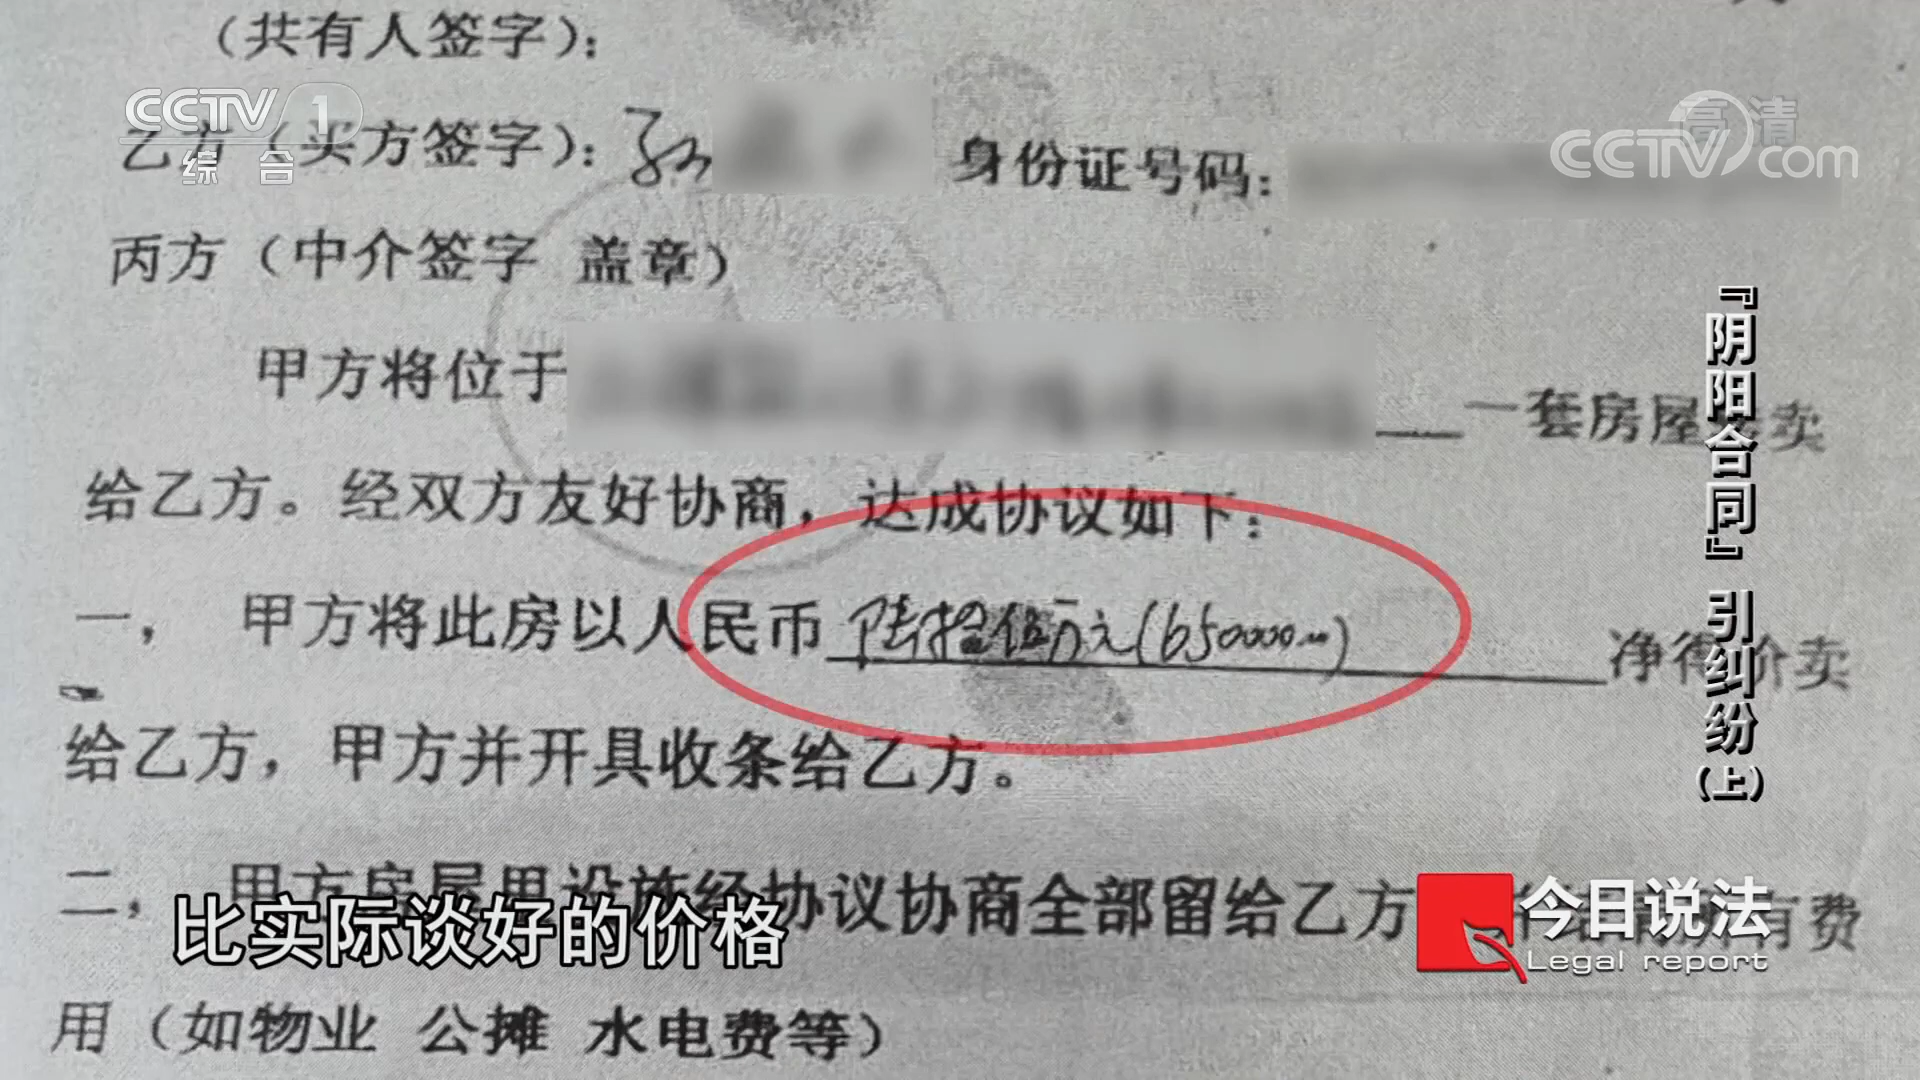 （共有人签字）：
CCTV 1
综合
高清
CCTV.com
乙方（买方签字）：孙
身份证号码：
丙方（中介签字 盖章）
甲方将位于
一套房屋 卖
给乙方。经双方友好协商，达成协议如下：
一，甲方将此房以人民币陆拾伍万元（650000 元）净得价卖
给乙方，甲方并开具收条给乙方。
二，甲方房屋里设施经协议协商全部留给乙方 有费
用（如物业 公摊 水电费等）
『阴阳合同』引纠纷（上）
比实际谈好的价格
今日说法
Legal report